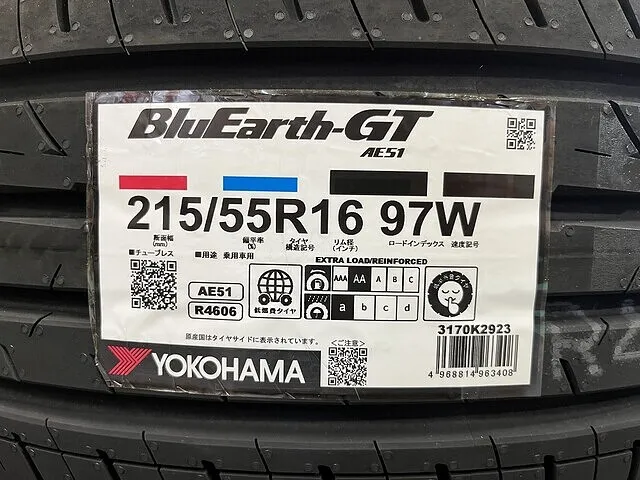 BluEarth-GT
AE51
215/55R16 97W
断面幅(mm) 偏平率(%) タイヤ構造記号 リム径(インチ) ロードインデックス 速度記号
■チューブレス ■用途 乗用車用
EXTRA LOAD/REINFORCED
AAA AA A B C
a b c d
AE51
R4606
低燃費タイヤ
原産国はタイヤサイドに表示されています。
<ご注意>
3170K2923
YOKOHAMA
4 968814 963408